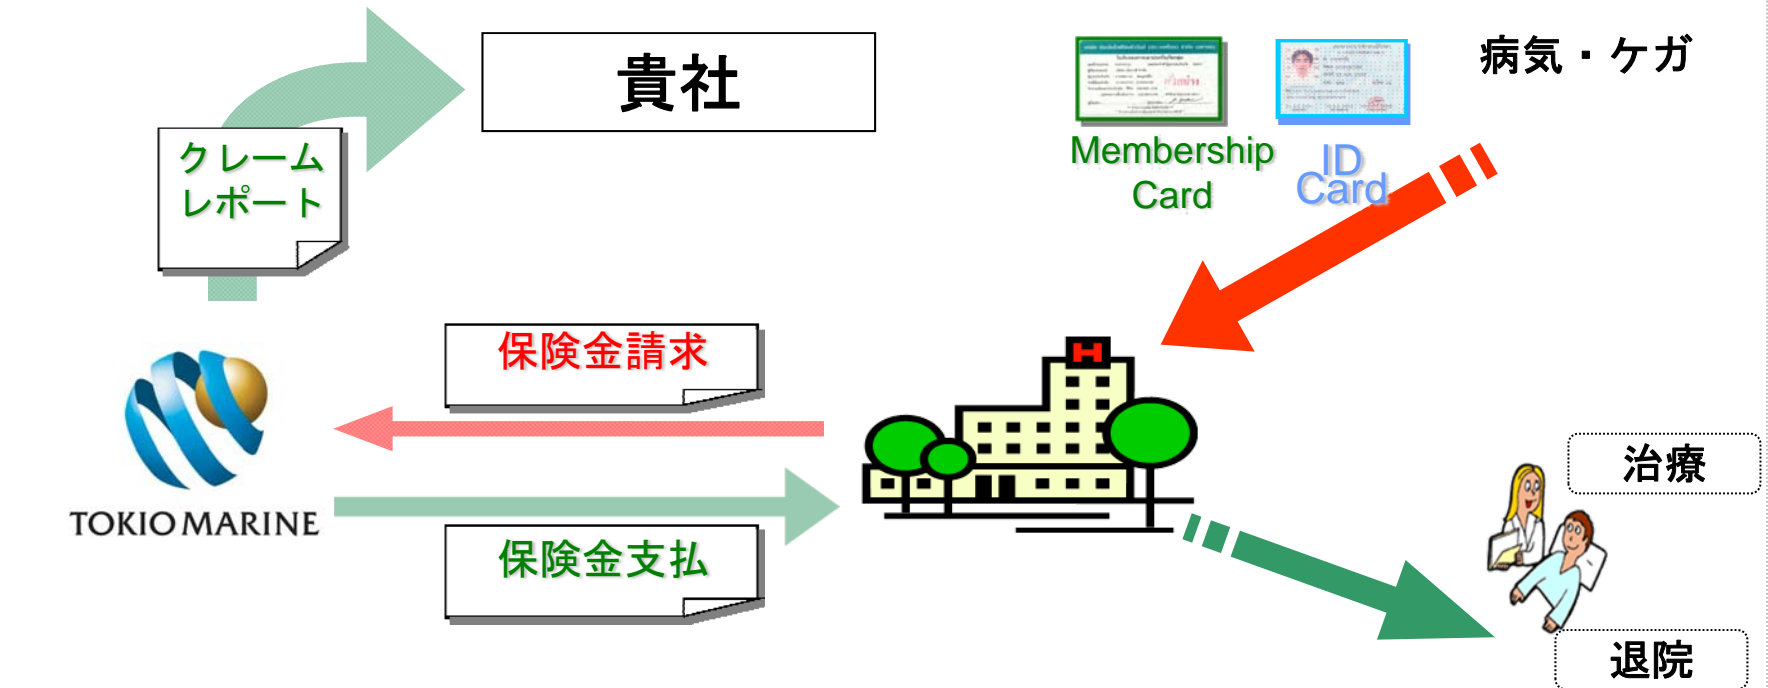 貴社
病気・ケガ
クレーム
レポート
Membership
Card
ID
Card
保険金請求
H
TOKIO MARINE
保険金支払
治療
退院